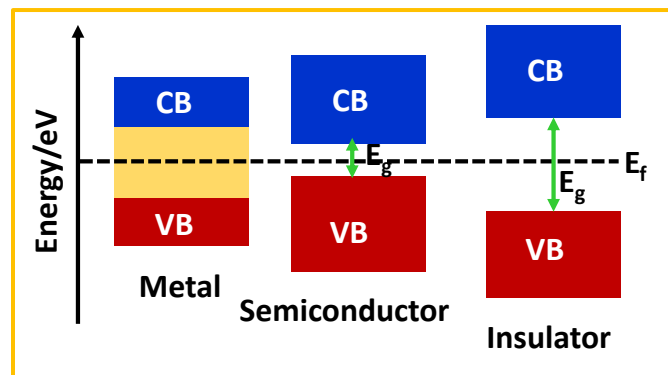 Energy/eV
CB
VB
Metal
CB
E_g
VB
Semiconductor
CB
E_g
VB
Insulator
E_f